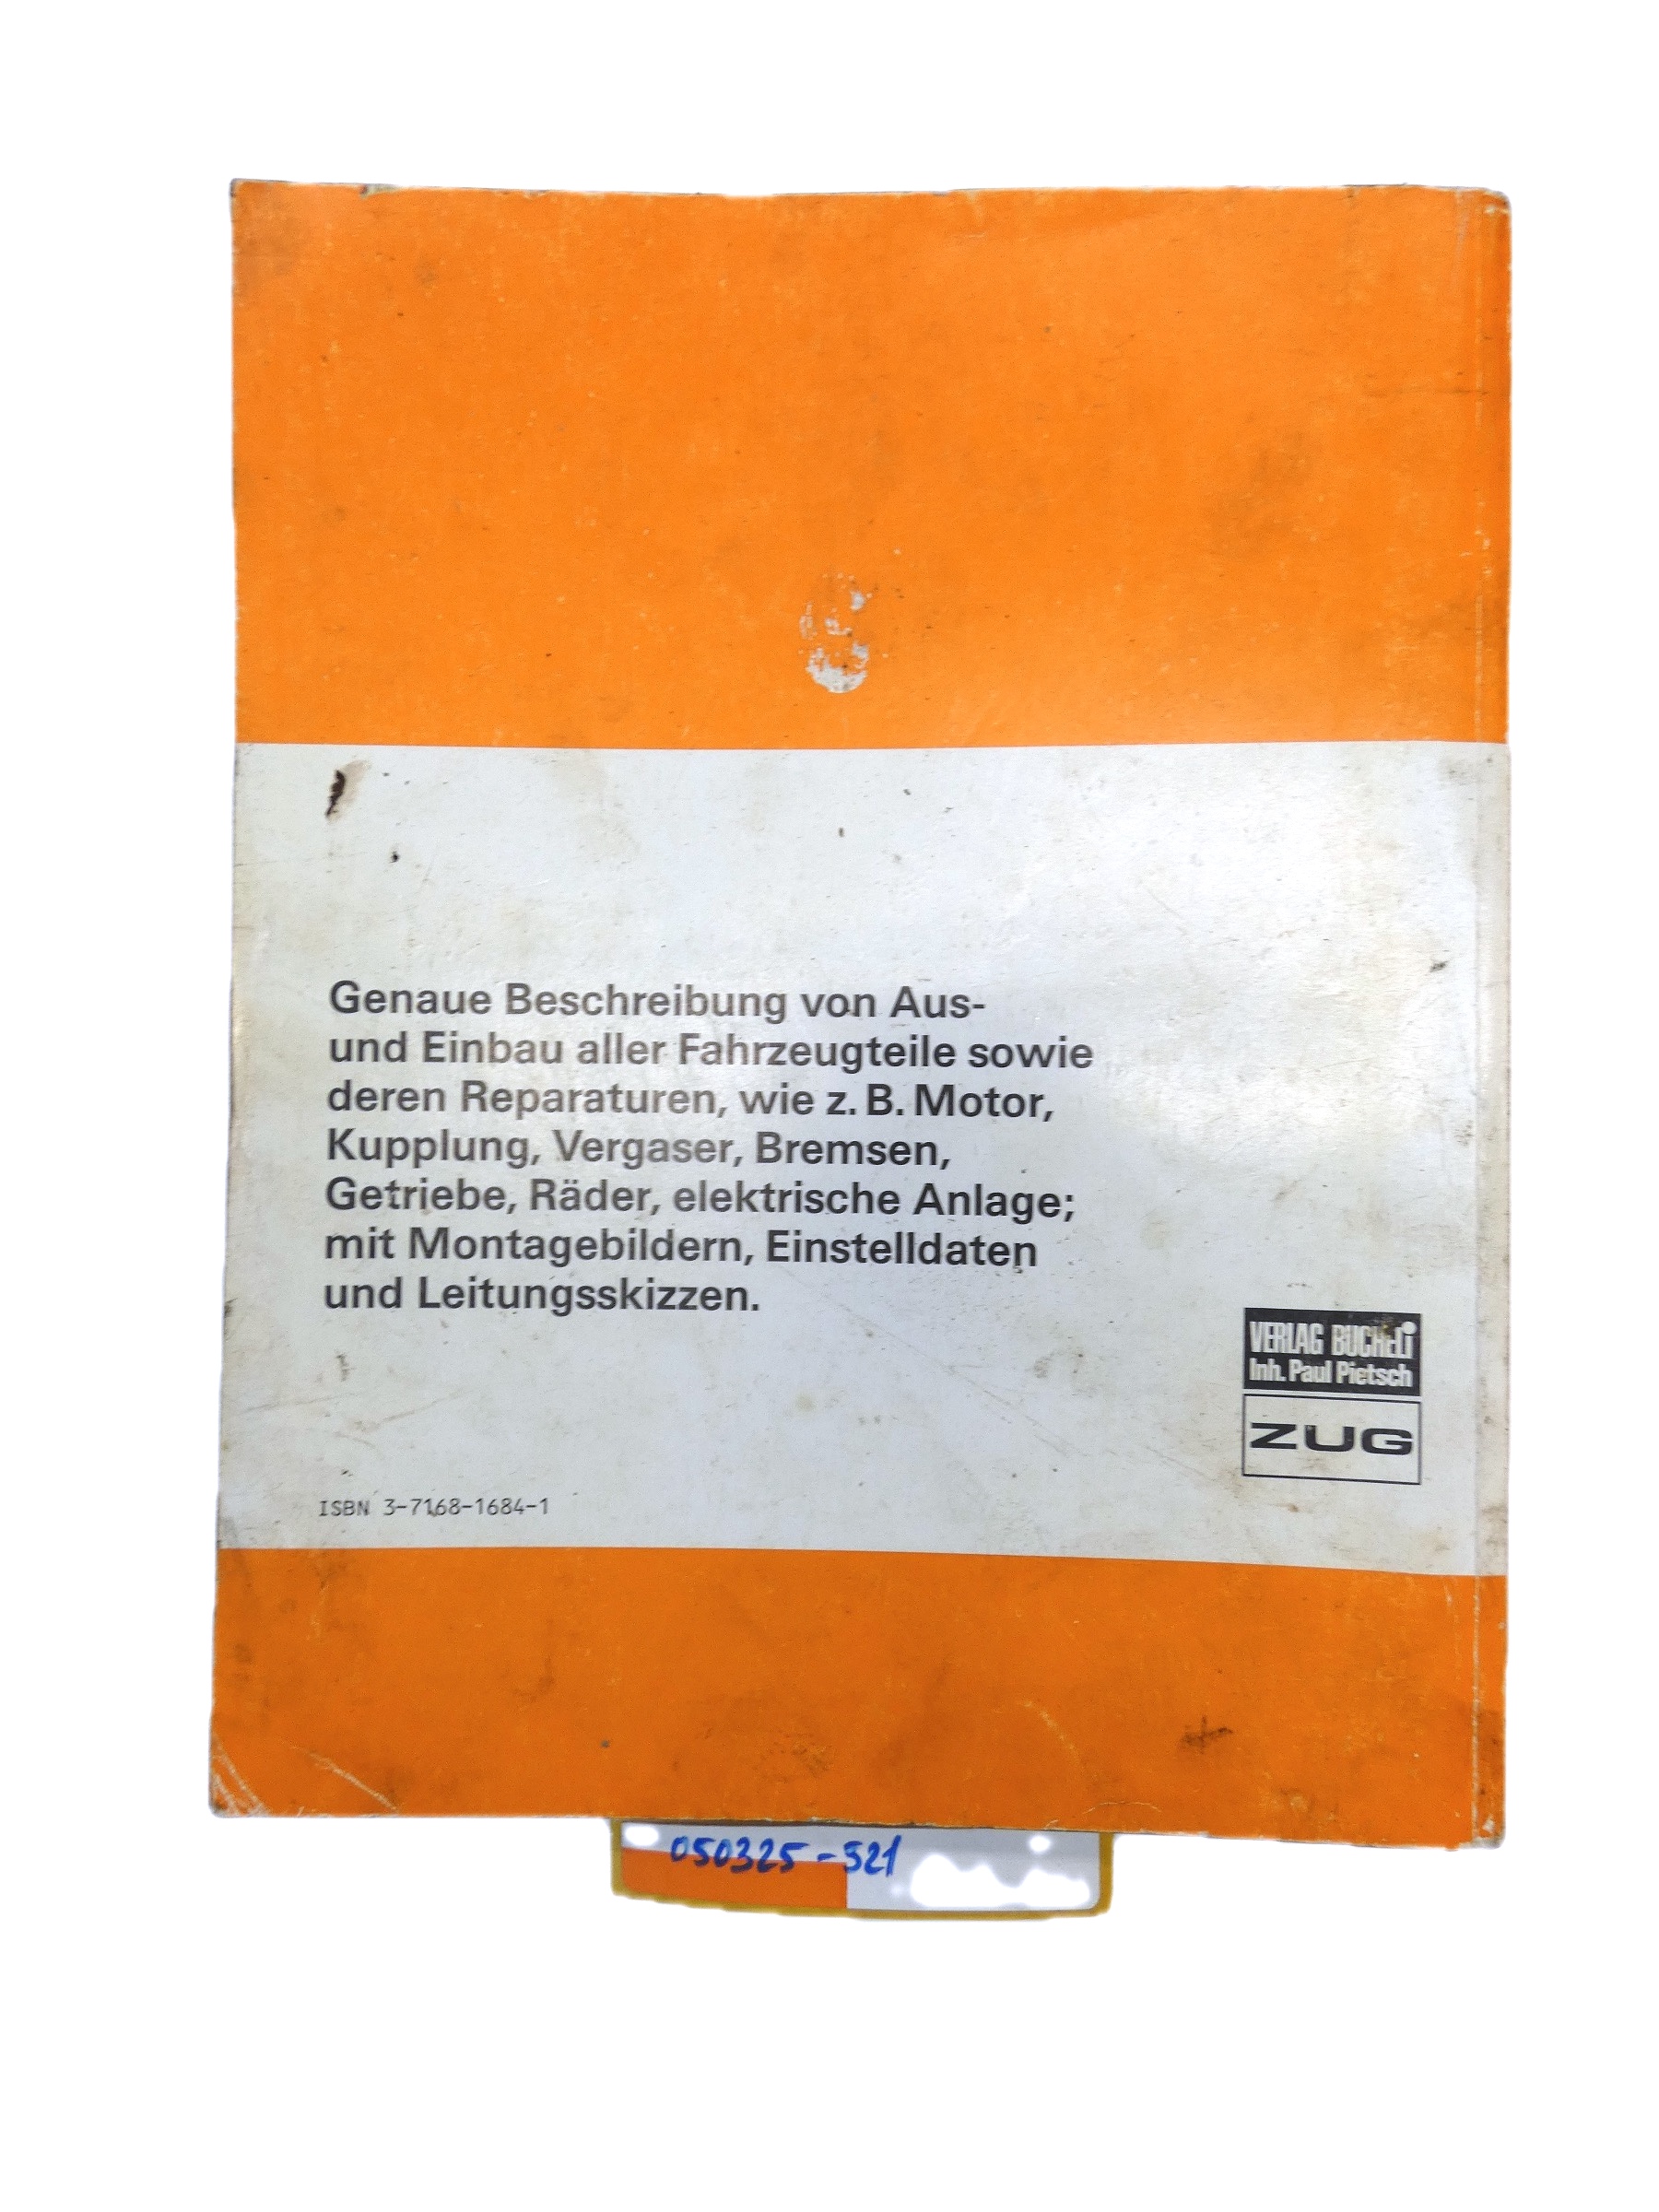 Genaue Beschreibung von Aus-
und Einbau aller Fahrzeugteile sowie
deren Reparaturen, wie z. B. Motor,
Kupplung, Vergaser, Bremsen,
Getriebe, Räder, elektrische Anlage;
mit Montagebildern, Einstelldaten
und Leitungsskizzen.
VERLAG BUCHELi
Inh. Paul Pietsch
ZUG
ISBN 3-7168-1684-1
050325-521